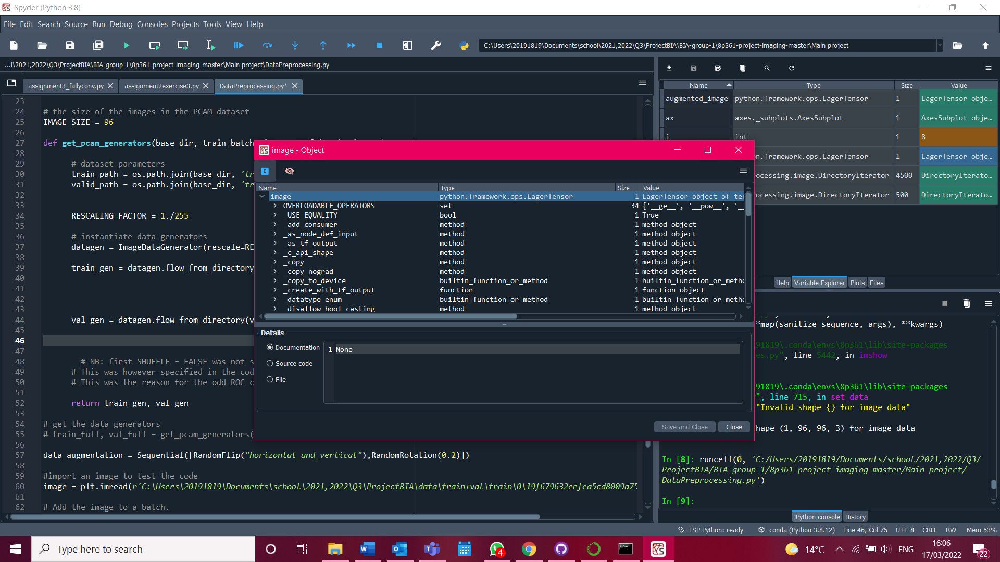 Spyder (Python 3.8)
File Edit Search Source Run Debug Consoles Projects Tools View Help
C:\Users\20191819\Documents\school\2021,2022\Q3\ProjectBIA\BIA-group-1\8p361-project-imaging-master\Main project
...l\2021,2022\Q3\ProjectBIA\BIA-group-1\8p361-project-imaging-master\Main project\DataPreprocessing.py
assignment3_fullyconv.py assignment2exercise3.py DataPreprocessing.py*
23
24 # the size of the images in the PCAM dataset
25 IMAGE_SIZE = 96
26
27 def get_pcam_generators(base_dir, train_batch
28
29 # dataset parameters
30 train_path = os.path.join(base_dir, 'tr
31 valid_path = os.path.join(base_dir, 'tr
32
33
34 RESCALING_FACTOR = 1./255
35
36 # instantiate data generators
37 datagen = ImageDataGenerator(rescale=RE
38
39 train_gen = datagen.flow_from_directory
40
41
42
43
44 val_gen = datagen.flow_from_directory(v
45
46
47
48 # NB: first SHUFFLE = FALSE was not s
49 # This was however specified in the cod
50 # This was the reason for the odd ROC c
51
52 return train_gen, val_gen
53
54 # get the data generators
55 # train_full, val_full = get_pcam_generators(
56
57 data_augmentation = Sequential([RandomFlip("horizontal_and_vertical"),RandomRotation(0.2)])
58
59 #import an image to test the code
60 image = plt.imread(r'C:\Users\20191819\Documents\school\2021,2022\Q3\ProjectBIA\data\train+val\train\0\19f679632eefea5cd8009a75
61
62 # Add the image to a batch.
image - Object
Name Type Size Value
image python.framework.ops.EagerTensor 1 EagerTensor object of ter
OVERLOADABLE_OPERATORS set 34 {'__ge__', '__pow__', '__
_USE_EQUALITY bool 1 True
_add_consumer method 1 method object
_as_node_def_input method 1 method object
_as_tf_output method 1 method object
_c_api_shape method 1 method object
_copy method 1 method object
_copy_nograd method 1 method object
_copy_to_device builtin_function_or_method 1 builtin_function_or_metho
_create_with_tf_output function 1 function object
_datatype_enum builtin_function_or_method 1 builtin_function_or_metho
_disallow_bool_casting method 1 method object
Details
Documentation
Source code
File
1 None
Save and Close Close
Name Type Size Value
augmented_image python.framework.ops.EagerTensor 1 EagerTensor obje...
ax axes._subplots.AxesSubplot 1 AxesSubplot obje...
i int 1 8
n.framework.ops.EagerTensor 1 EagerTensor obje...
processing.image.DirectoryIterator 4500 DirectoryIterato...
processing.image.DirectoryIterator 500 DirectoryIterato...
Help Variable Explorer Plots Files
*map(sanitize_sequence, args), **kwargs)
91819\.conda\envs\8p361\lib\site-packages
es.py", line 5442, in imshow
91819\.conda\envs\8p361\lib\site-packages
", line 715, in set_data
"Invalid shape {} for image data"
hape (1, 96, 96, 3) for image data
In [8]: runcell(0, 'C:/Users/20191819/Documents/school/2021,2022/Q3/
ProjectBIA/BIA-group-1/8p361-project-imaging-master/Main project/
DataPreprocessing.py')
In [9]:
IPython console History
LSP Python: ready conda (Python 3.8.12) Line 46, Col 75 UTF-8 CRLF RW Mem 53%
Type here to search
4
14°C ENG
16:06
17/03/2022
22